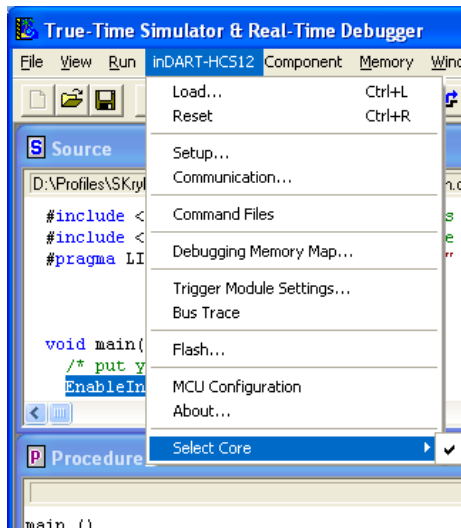 True-Time Simulator & Real-Time Debugger
File View Run inDART-HCS12 Component Memory
Load... Ctrl+L
Reset Ctrl+R
Setup...
Communication...
Command Files
Debugging Memory Map...
Trigger Module Settings...
Bus Trace
Flash...
MCU Configuration
About...
Select Core
S Source
#include <
#include <
#pragma
void main(
/* put
P Procedure
main ()